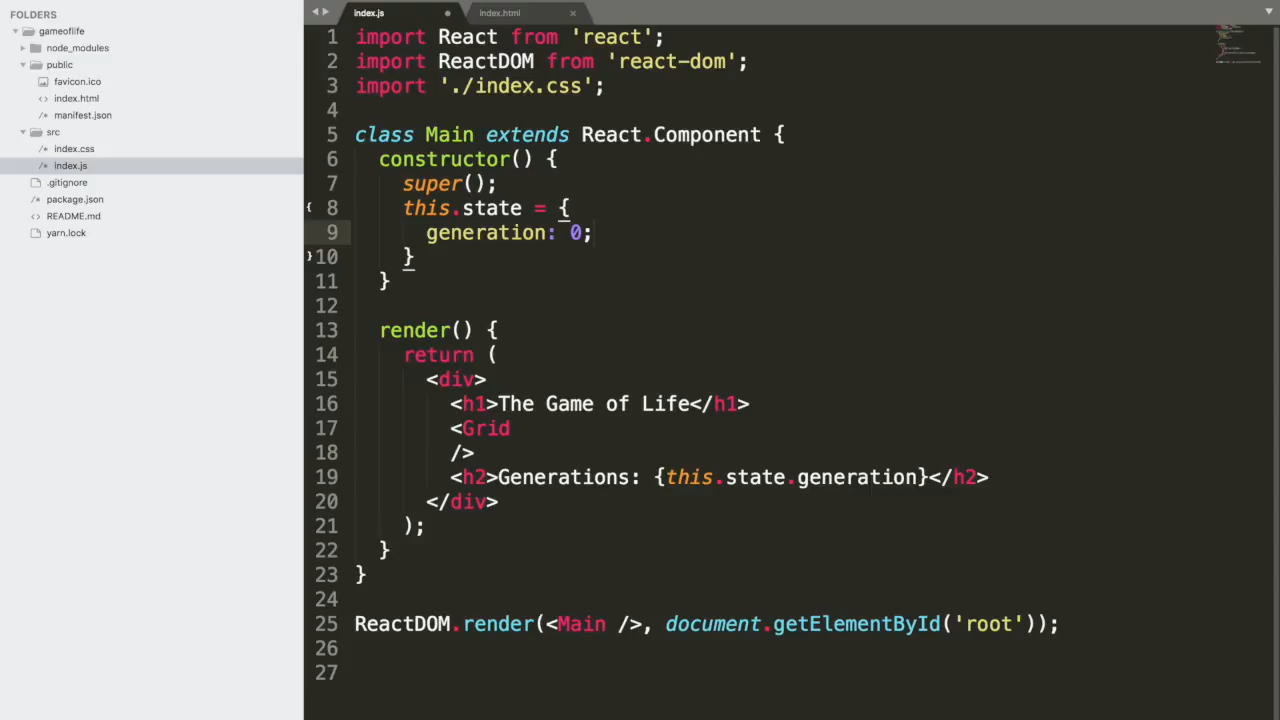 FOLDERS
gameoflife
node_modules
public
favicon.ico
<> index.html
manifest.json
src
/* index.css
/* index.js
.gitignore
package.json
<> README.md
yarn.lock
index.js
index.html
1 import React from 'react';
2 import ReactDOM from 'react-dom';
3 import './index.css';
4
5 class Main extends React.Component {
6 constructor() {
7 super();
{ 8 this.state = {
9 generation: 0;
} 10 }
11 }
12
13 render() {
14 return (
15 <div>
16 <h1>The Game of Life</h1>
17 <Grid
18 />
19 <h2>Generations: {this.state.generation}</h2>
20 </div>
21 );
22 }
23 }
24
25 ReactDOM.render(<Main />, document.getElementById('root'));
26
27